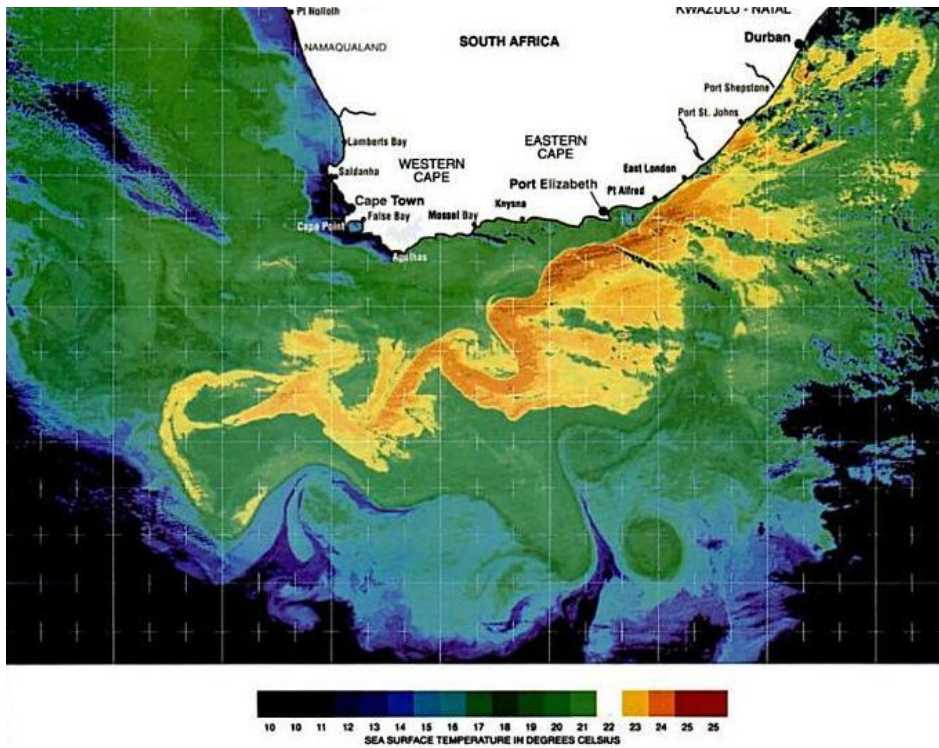 Pt Nolloth
KWAZULU - NATAL
NAMAQUALAND
SOUTH AFRICA
Durban
Port Shepstone
Port St. Johns
Lamberts Bay
EASTERN
CAPE
WESTERN
CAPE
Saldanha
East London
Port Elizabeth
Pt Alfred
Cape Town
Knysna
False Bay
Mossel Bay
Cape Point
Agulhas
10 10 11 12 13 14 15 16 17 18 19 20 21 22 23 24 25 25
SEA SURFACE TEMPERATURE IN DEGREES CELSIUS